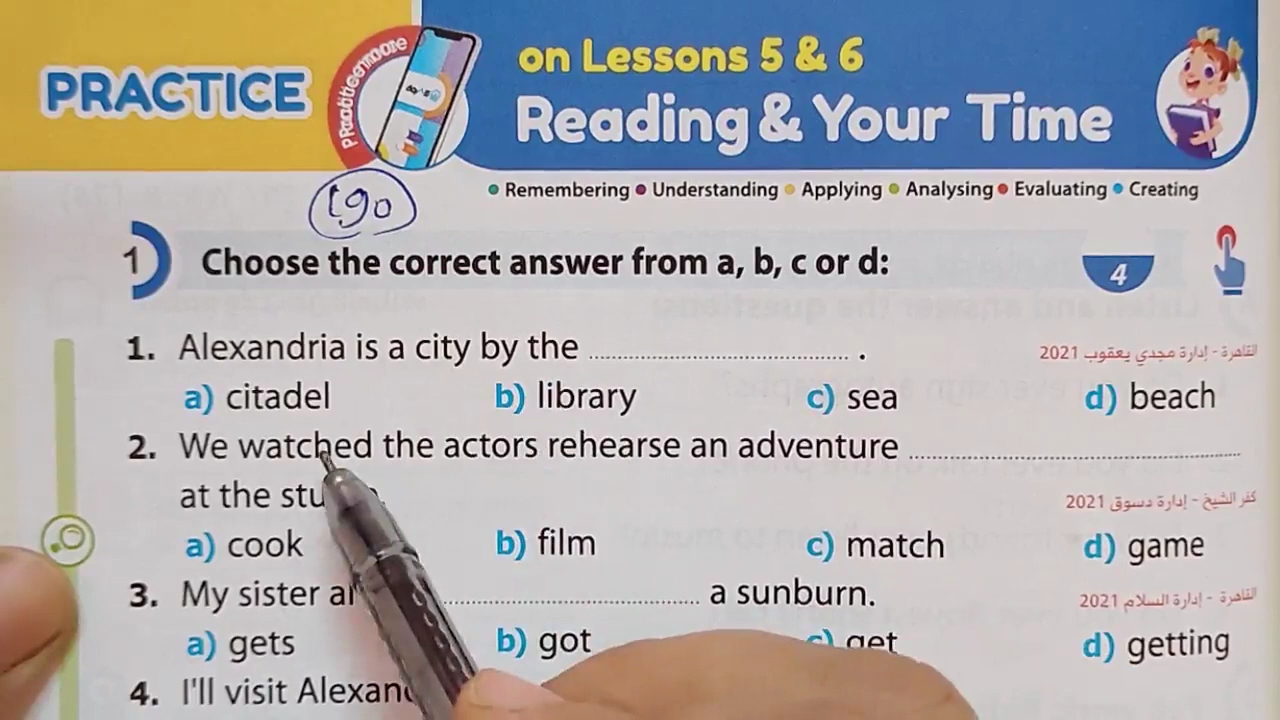 PRACTICE
Practice more
on Lessons 5 & 6
Reading & Your Time
Remembering Understanding Applying Analysing Evaluating Creating
1 Choose the correct answer from a, b, c or d:
4
1. Alexandria is a city by the .................... .
القاهرة - إدارة مجدي يعقوب 2021
a) citadel b) library c) sea d) beach
2. We watched the actors rehearse an adventure ....................
at the
كفر الشيخ - إدارة دسوق 2021
a) cook b) film c) match d) game
3. My sister .................... a sunburn.
القاهرة - إدارة السلام 2021
a) gets b) got c) get d) getting
4. I'll visit